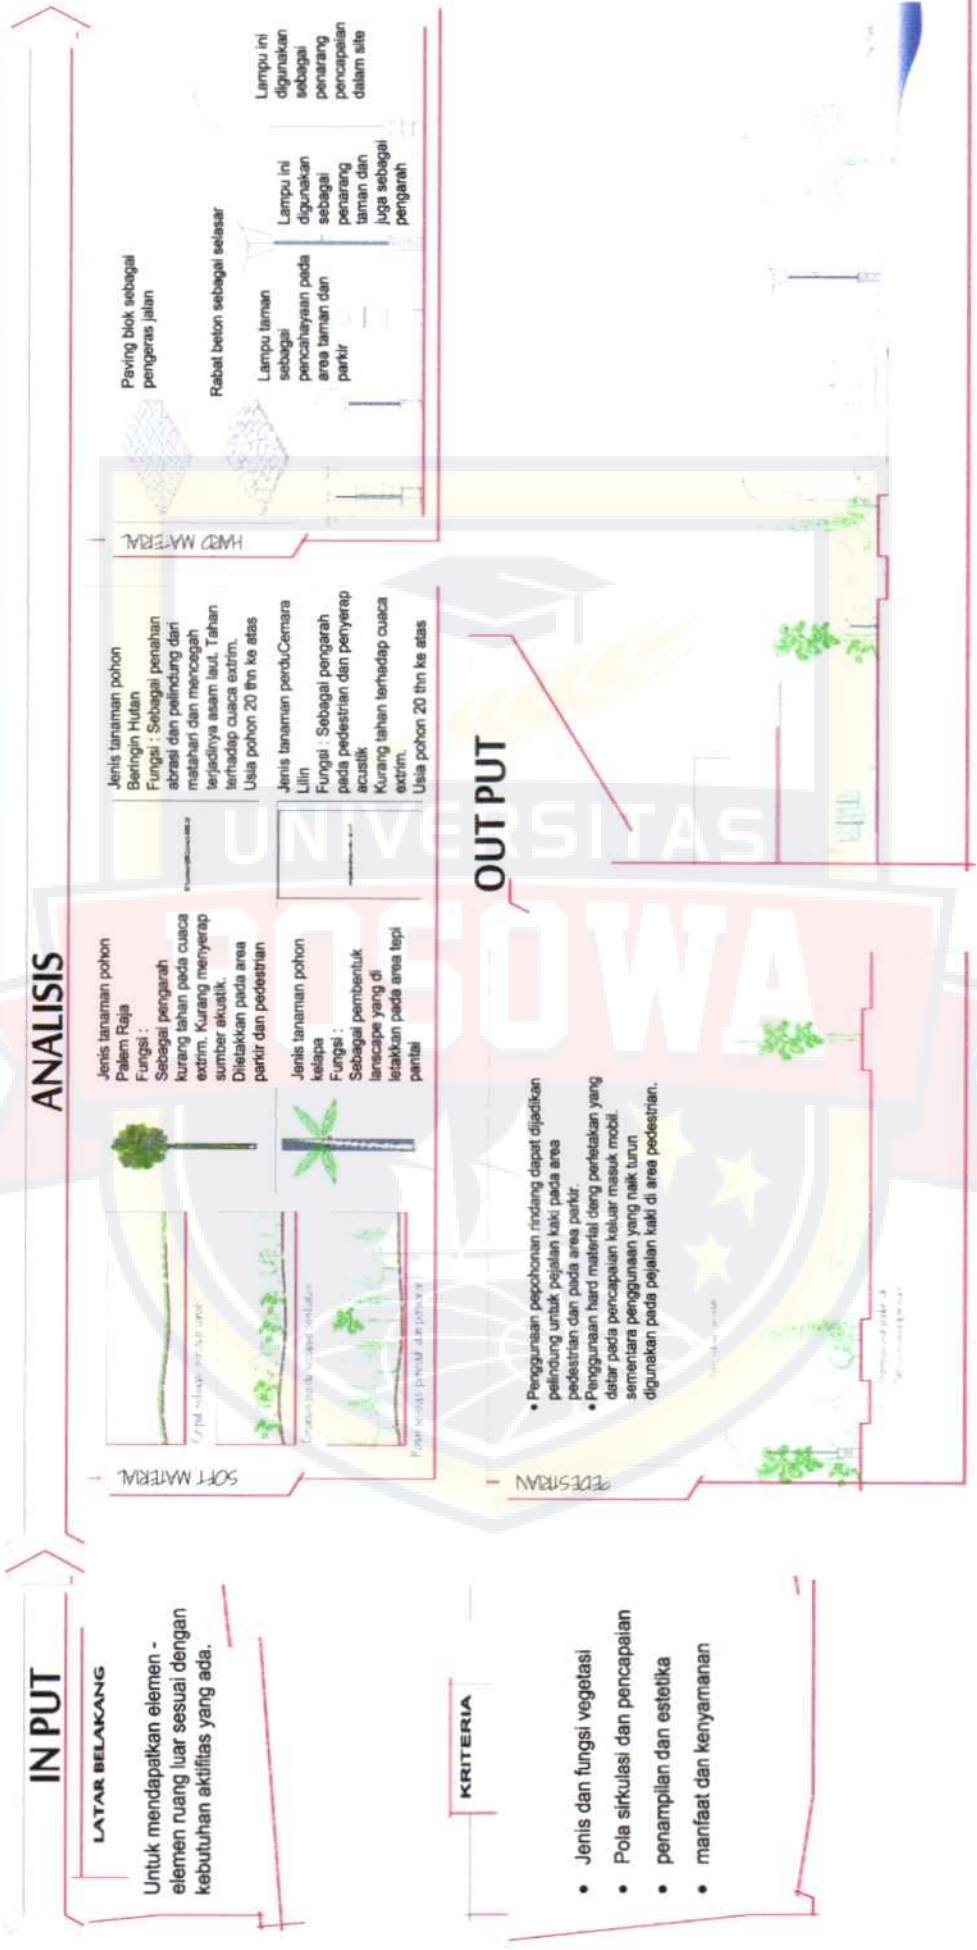 IN PUT
LATAR BELAKANG
Untuk mendapatkan elemen -
elemen ruang luar sesuai dengan
kebutuhan aktifitas yang ada.
KRITERIA
• Jenis dan fungsi vegetasi
• Pola sirkulasi dan pencapaian
• penampilan dan estetika
• manfaat dan kenyamanan
ANALISIS
SOFT MATERIAL
Jenis tanaman pohon
Palem Raja
Fungsi :
Sebagai pengarah
kurang tahan pada cuaca
extrim. Kurang menyerap
sumber akustik.
Diletakkan pada area
parkir dan pedestrian
Jenis tanaman pohon
kelapa
Fungsi :
Sebagai pembentuk
lanscape yang di
letakkan pada area tepi
pantai
Jenis tanaman pohon
Beringin Hutan
Fungsi : Sebagai penahan
abrasi dan pelindung dari
matahari dan mencegah
terjadinya asam laut. Tahan
terhadap cuaca extrim.
Usia pohon 20 thn ke atas
Jenis tanaman perduCemara
Lilin
Fungsi : Sebagai pengarah
pada pedestrian dan penyerap
acustik
Kurang tahan terhadap cuaca
extrim.
Usia pohon 20 thn ke atas
HARD MATERIAL
Paving blok sebagai
pengeras jalan
Rabat beton sebagai selasar
Lampu taman
sebagai
pencahayaan pada
area taman dan
parkir
Lampu ini
digunakan
sebagai
penarang
taman dan
juga sebagai
pengarah
Lampu ini
digunakan
sebagai
penarang
pencapaian
dalam site
OUT PUT
PEDESTRIAN
• Penggunaan pepohonan rindang dapat dijadikan
pelindung untuk pejalan kaki pada area
pedestrian dan pada area parkir.
• Penggunaan hard material deng perletakan yang
datar pada pencapaian keluar masuk mobil.
sementara penggunaan yang naik turun
digunakan pada pejalan kaki di area pedestrian.
UNIVERSITAS
BOSOWA